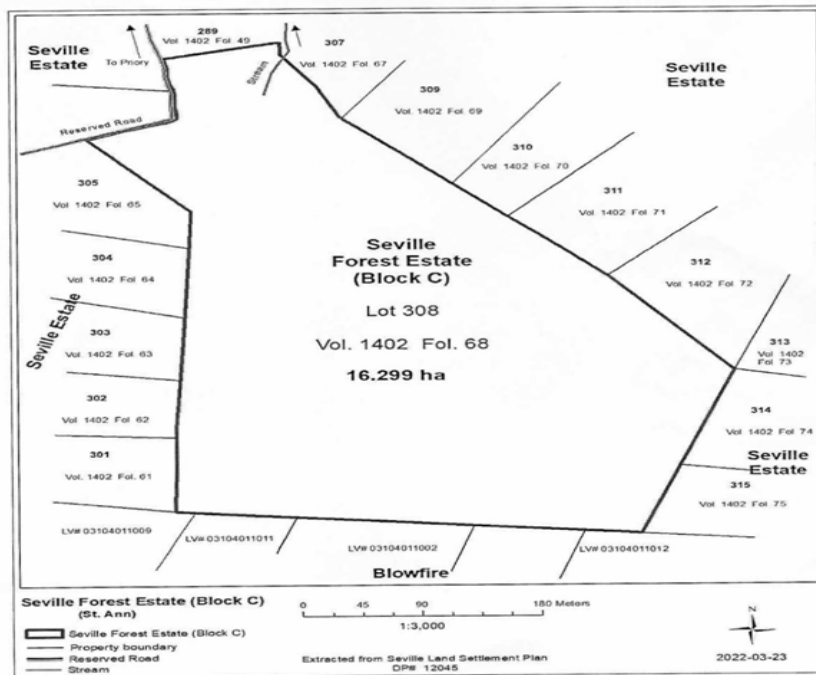 289
Vol 1402 Fol 49
307
Vol 1402 Fol 67
Seville
Estate
To Priory
Stream
309
Vol 1402 Fol 69
Seville
Estate
Reserved Road
310
Vol 1402 Fol 70
305
Vol 1402 Fol 65
311
Vol 1402 Fol 71
Seville
Forest Estate
(Block C)
Lot 308
Vol. 1402 Fol. 68
16.299 ha
304
Vol 1402 Fol 64
312
Vol 1402 Fol 72
Seville Estate
303
Vol 1402 Fol 63
313
Vol 1402
Fol 73
302
Vol 1402 Fol 62
314
Vol 1402 Fol 74
301
Vol. 1402 Fol. 61
Seville
Estate
315
Vol 1402 Fol 75
LV# 03104011009
LV# 03104011011
LV# 03104011002
LV# 03104011012
Blowfire
Seville Forest Estate (Block C)
(St. Ann)
Seville Forest Estate (Block C)
Property boundary
Reserved Road
Stream
0 45 90 180 Meters
1:3,000
Extracted from Seville Land Settlement Plan
DP# 12045
N
2022-03-23